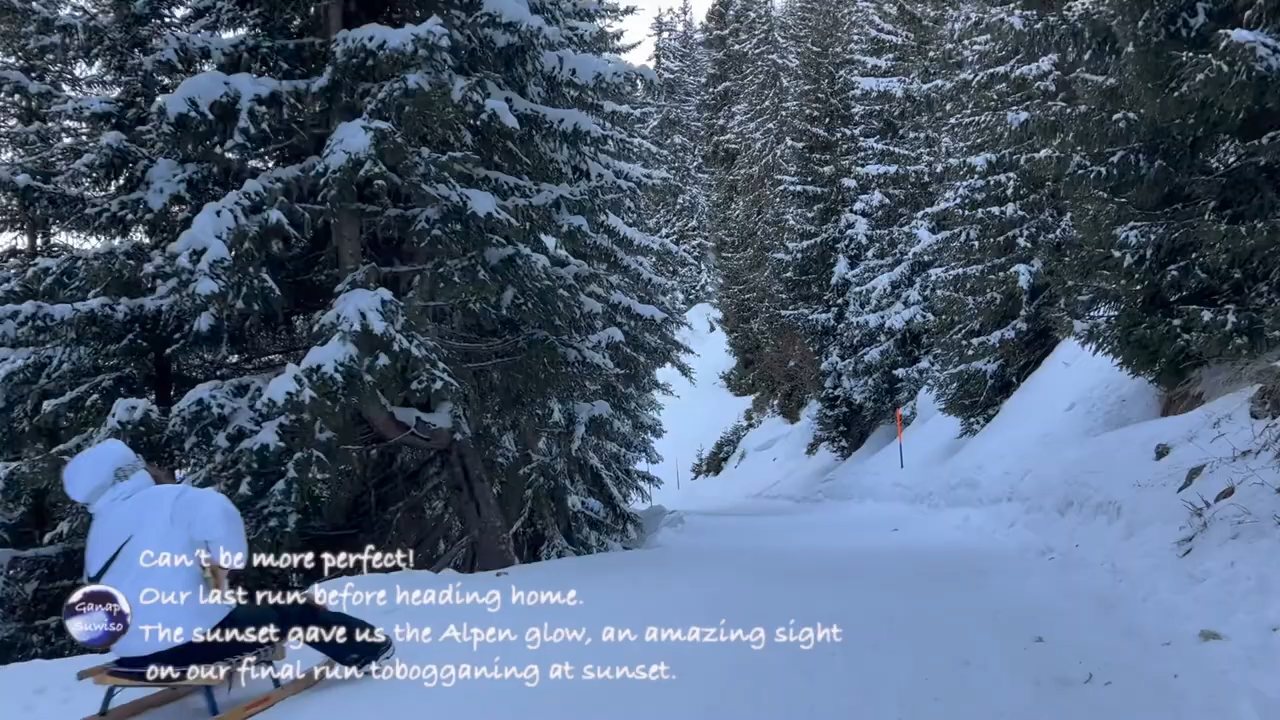 Can't be more perfect!
Our last run before heading home.
The sunset gave us the Alpen glow, an amazing sight
on our final run tobogganing at sunset.
Ganap
Suwiso